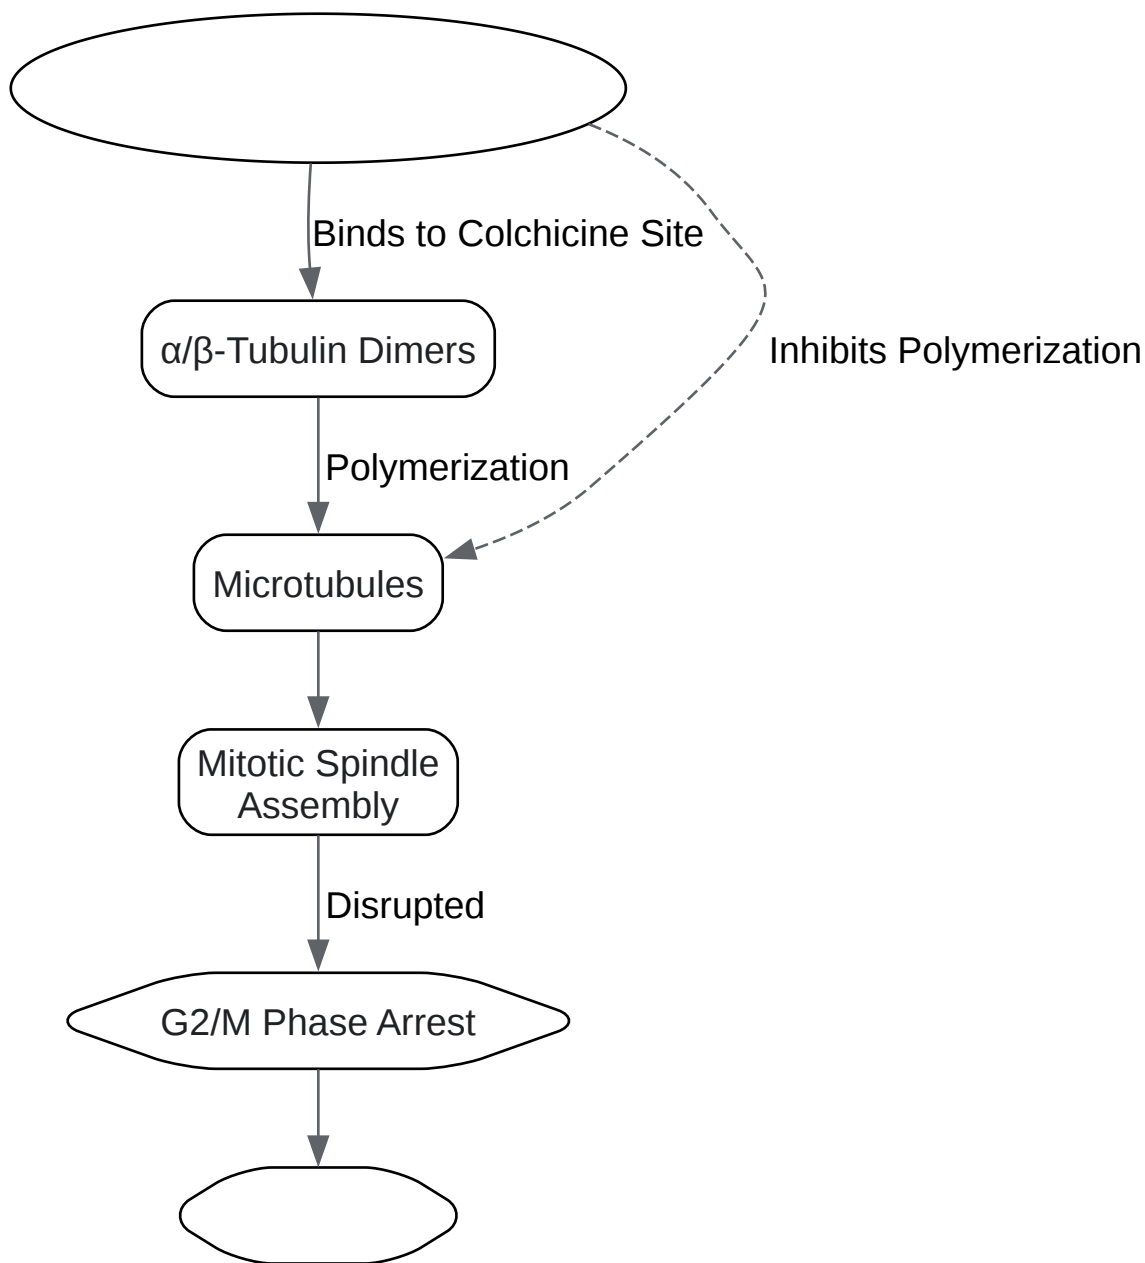 Binds to Colchicine Site
α/β-Tubulin Dimers
Inhibits Polymerization
Polymerization
Microtubules
Mitotic Spindle
Assembly
Disrupted
G2/M Phase Arrest